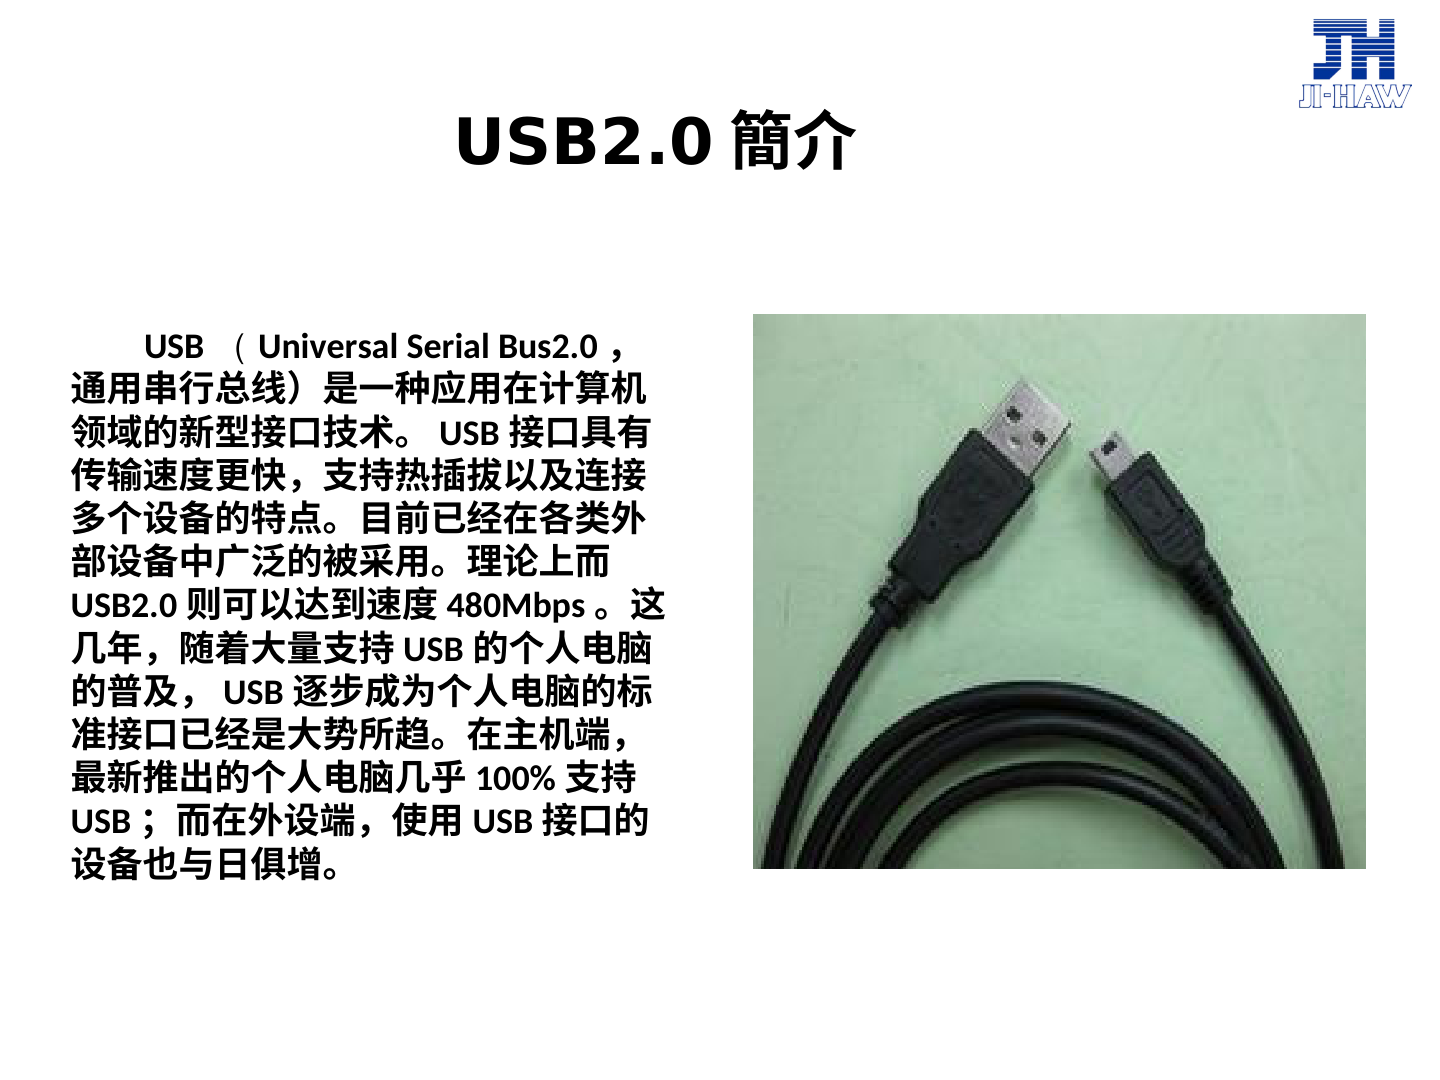 JH
JI-HAW
USB2.0 簡介
USB （ Universal Serial Bus2.0 ，
通用串行总线）是一种应用在计算机
领域的新型接口技术。 USB 接口具有
传输速度更快，支持热插拔以及连接
多个设备的特点。目前已经在各类外
部设备中广泛的被采用。理论上而
USB2.0 则可以达到速度 480Mbps 。这
几年，随着大量支持 USB 的个人电脑
的普及， USB 逐步成为个人电脑的标
准接口已经是大势所趋。在主机端，
最新推出的个人电脑几乎 100% 支持
USB ；而在外设端，使用 USB 接口的
设备也与日俱增。